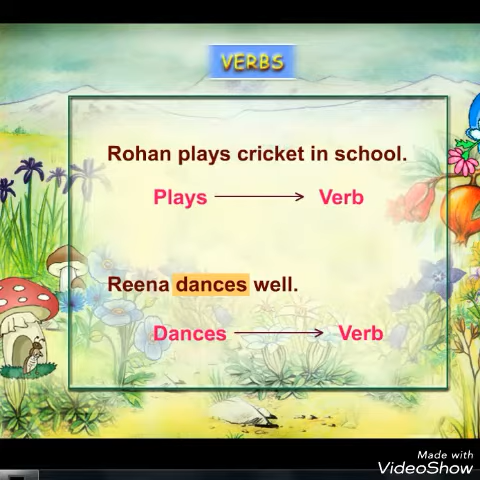 VERBS
Rohan plays cricket in school.
Plays → Verb
Reena dances well.
Dances → Verb
Made with
VideoShow